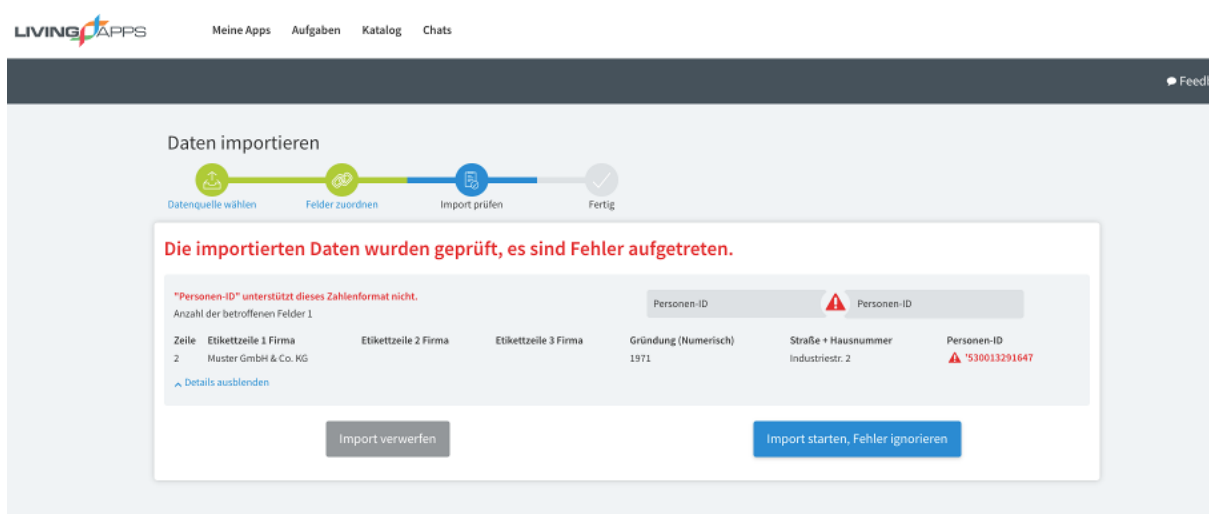 LIVING APPS
Meine Apps Aufgaben Katalog Chats
Daten importieren
Datenquelle wählen Felder zuordnen Import prüfen Fertig
Die importierten Daten wurden geprüft, es sind Fehler aufgetreten.
"Personen-ID" unterstützt dieses Zahlenformat nicht.
Anzahl der betroffenen Felder 1
Personen-ID Personen-ID
Zeile Etikettzeile 1 Firma Etikettzeile 2 Firma Etikettzeile 3 Firma Gründung (Numerisch) Straße + Hausnummer Personen-ID
2 Muster GmbH & Co. KG 1971 Industriestr. 2 '530013291647
Details ausblenden
Import verwerfen Import starten, Fehler ignorieren